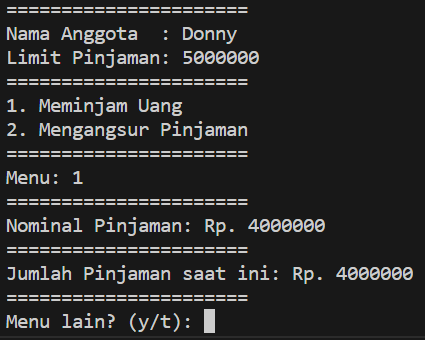 ======================
Nama Anggota  : Donny
Limit Pinjaman: 5000000
======================
1. Meminjam Uang
2. Mengangsur Pinjaman
======================
Menu: 1
======================
Nominal Pinjaman: Rp. 4000000
======================
Jumlah Pinjaman saat ini: Rp. 4000000
======================
Menu lain? (y/t):